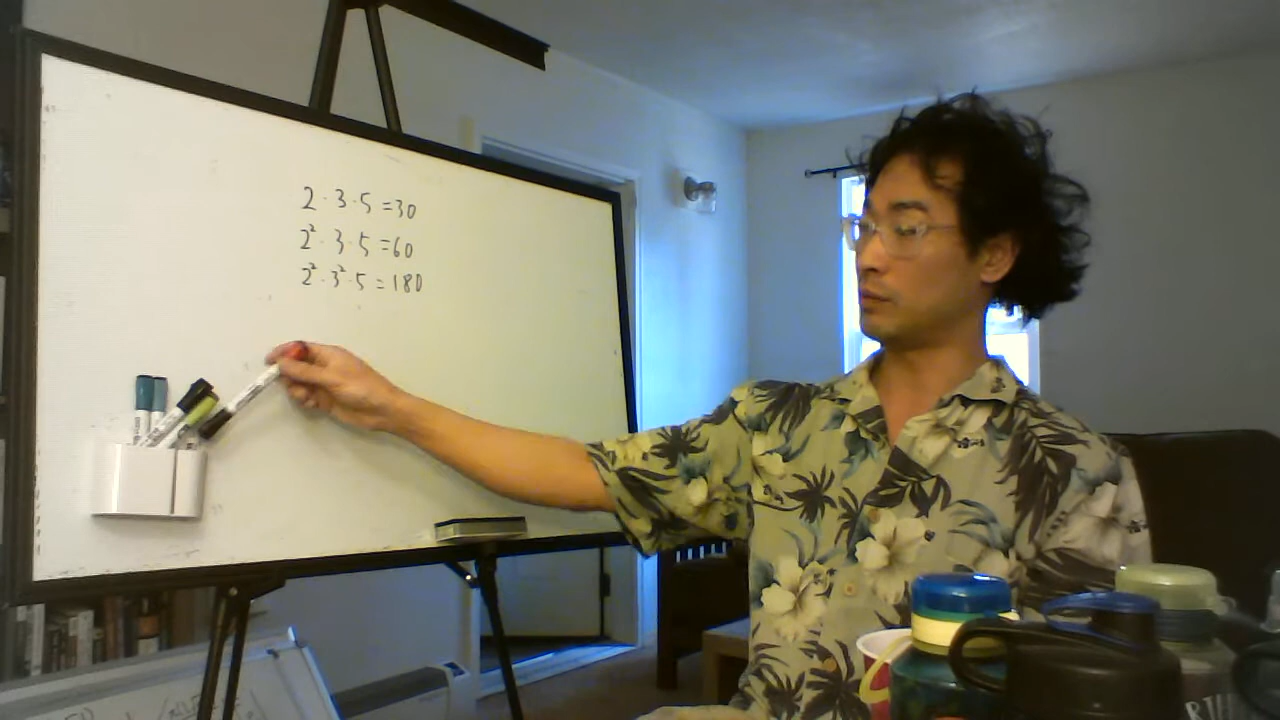 2 · 3 · 5 = 30
2² · 3 · 5 = 60
2² · 3² · 5 = 180